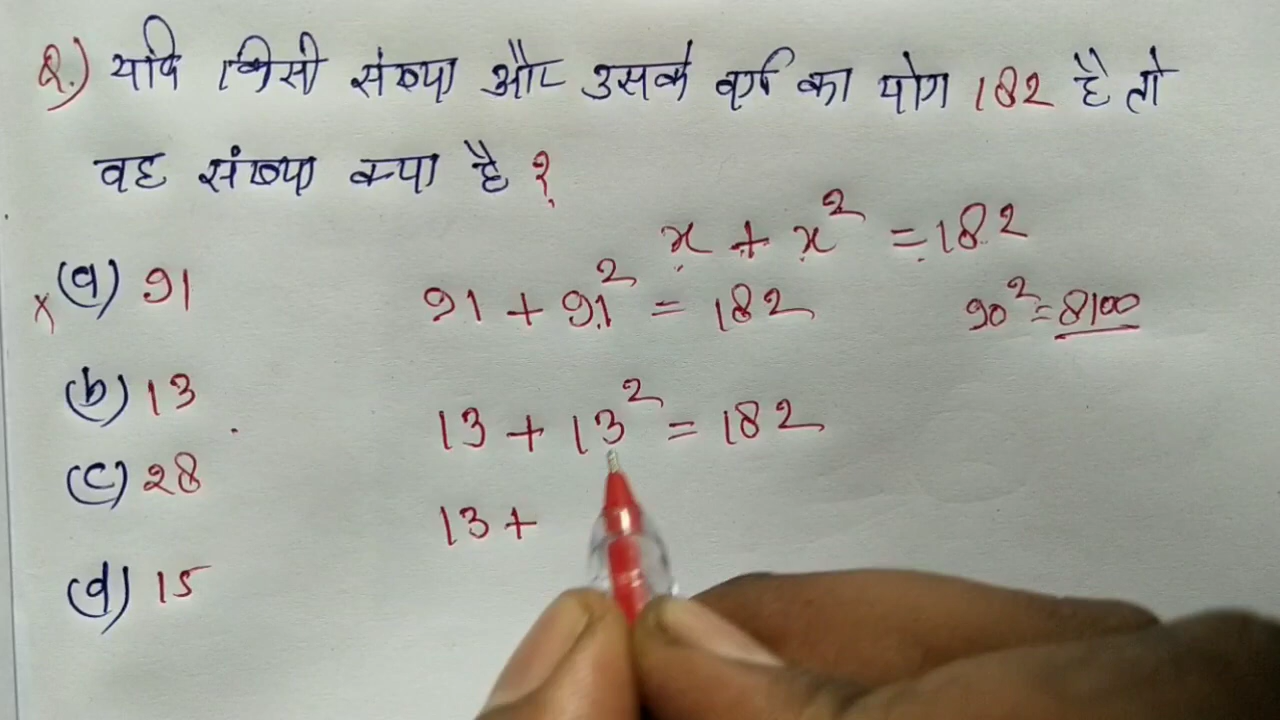 Q.) यदि किसी संख्या और उसके वर्ग का योग 182 है तो
वह संख्या क्या है ?
x + x² = 182
x (a) 91
91 + 91² = 182
90² = 8100
(b) 13
13 + 13² = 182
(c) 28
13 +
(d) 15